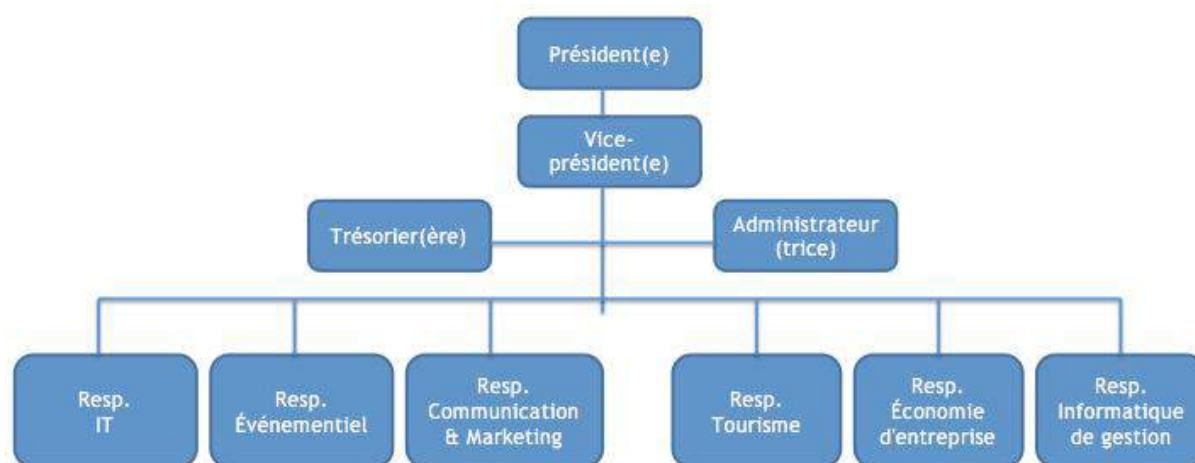 Président(e)
Vice-
président(e)
Trésorier(ère)
Administrateur
(trice)
Resp.
IT
Resp.
Événementiel
Resp.
Communication
& Marketing
Resp.
Tourisme
Resp.
Économie
d'entreprise
Resp.
Informatique
de gestion